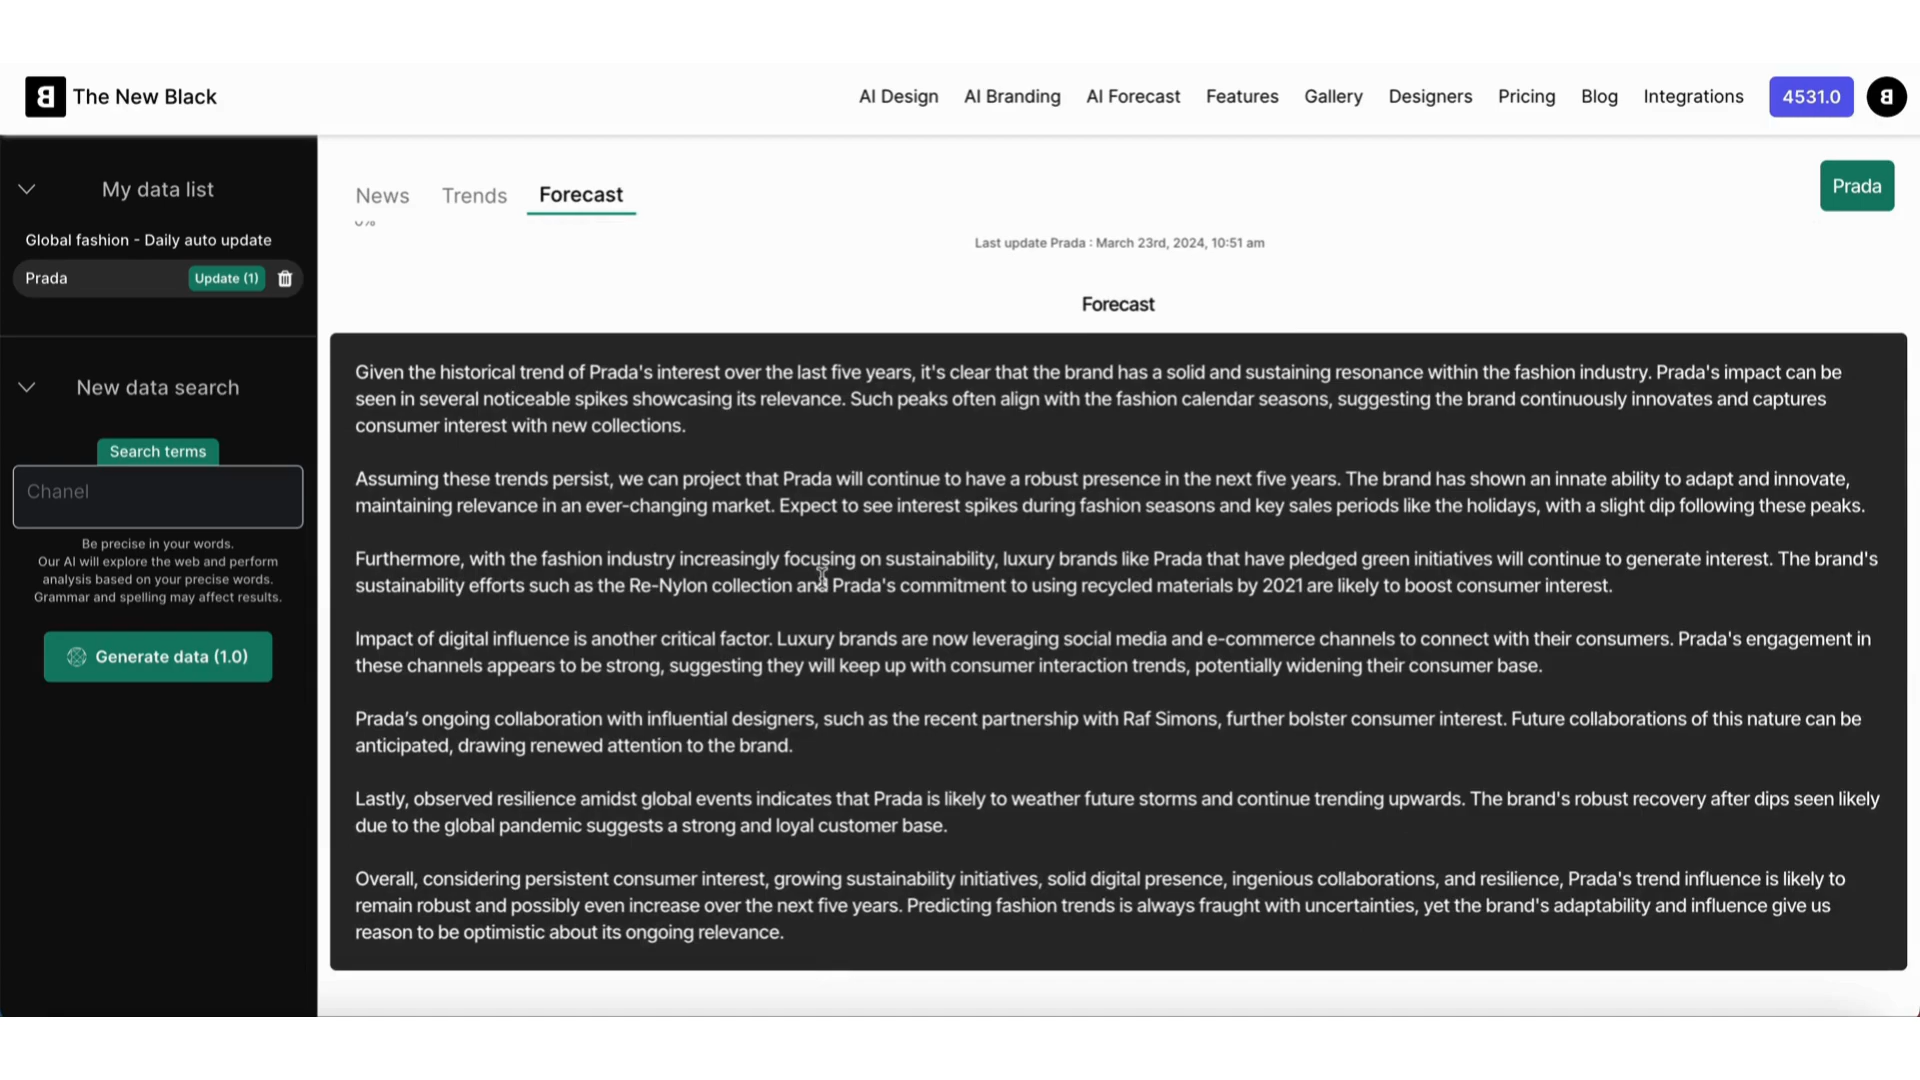 The New Black
AI Design
AI Branding
AI Forecast
Features
Gallery
Designers
Pricing
Blog
Integrations
4531.0
My data list
Global fashion - Daily auto update
Prada
Update (1)
New data search
Search terms
Chanel
Be precise in your words.
Our AI will explore the web and perform
analysis based on your precise words.
Grammar and spelling may affect results.
Generate data (1.0)
News
Trends
Forecast
Prada
Last update Prada : March 23rd, 2024, 10:51 am
Forecast
Given the historical trend of Prada's interest over the last five years, it's clear that the brand has a solid and sustaining resonance within the fashion industry. Prada's impact can be
seen in several noticeable spikes showcasing its relevance. Such peaks often align with the fashion calendar seasons, suggesting the brand continuously innovates and captures
consumer interest with new collections.
Assuming these trends persist, we can project that Prada will continue to have a robust presence in the next five years. The brand has shown an innate ability to adapt and innovate,
maintaining relevance in an ever-changing market. Expect to see interest spikes during fashion seasons and key sales periods like the holidays, with a slight dip following these peaks.
Furthermore, with the fashion industry increasingly focusing on sustainability, luxury brands like Prada that have pledged green initiatives will continue to generate interest. The brand's
sustainability efforts such as the Re-Nylon collection and Prada's commitment to using recycled materials by 2021 are likely to boost consumer interest.
Impact of digital influence is another critical factor. Luxury brands are now leveraging social media and e-commerce channels to connect with their consumers. Prada's engagement in
these channels appears to be strong, suggesting they will keep up with consumer interaction trends, potentially widening their consumer base.
Prada’s ongoing collaboration with influential designers, such as the recent partnership with Raf Simons, further bolster consumer interest. Future collaborations of this nature can be
anticipated, drawing renewed attention to the brand.
Lastly, observed resilience amidst global events indicates that Prada is likely to weather future storms and continue trending upwards. The brand's robust recovery after dips seen likely
due to the global pandemic suggests a strong and loyal customer base.
Overall, considering persistent consumer interest, growing sustainability initiatives, solid digital presence, ingenious collaborations, and resilience, Prada's trend influence is likely to
remain robust and possibly even increase over the next five years. Predicting fashion trends is always fraught with uncertainties, yet the brand's adaptability and influence give us
reason to be optimistic about its ongoing relevance.